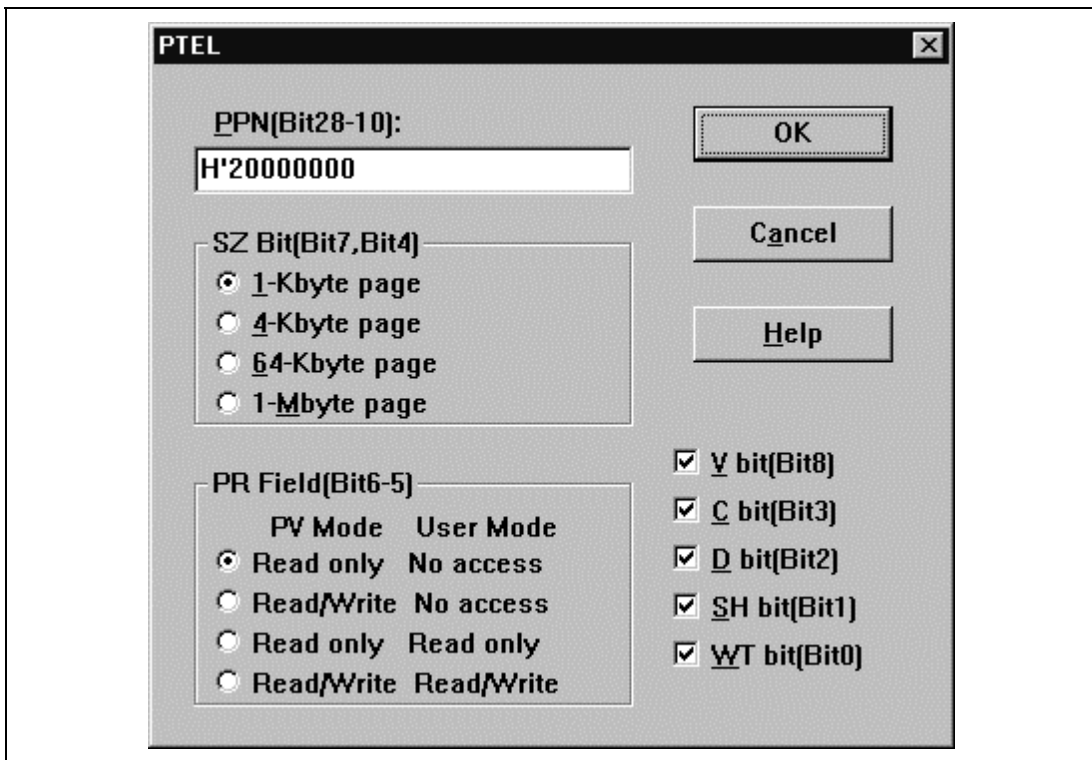 PTEL
PPN(Bit28-10):
H'20000000
OK
Cancel
Help
SZ Bit(Bit7,Bit4)
1-Kbyte page
4-Kbyte page
64-Kbyte page
1-Mbyte page
PR Field(Bit6-5)
PV Mode User Mode
Read only No access
Read/Write No access
Read only Read only
Read/Write Read/Write
V bit(Bit8)
C bit(Bit3)
D bit(Bit2)
SH bit(Bit1)
WT bit(Bit0)